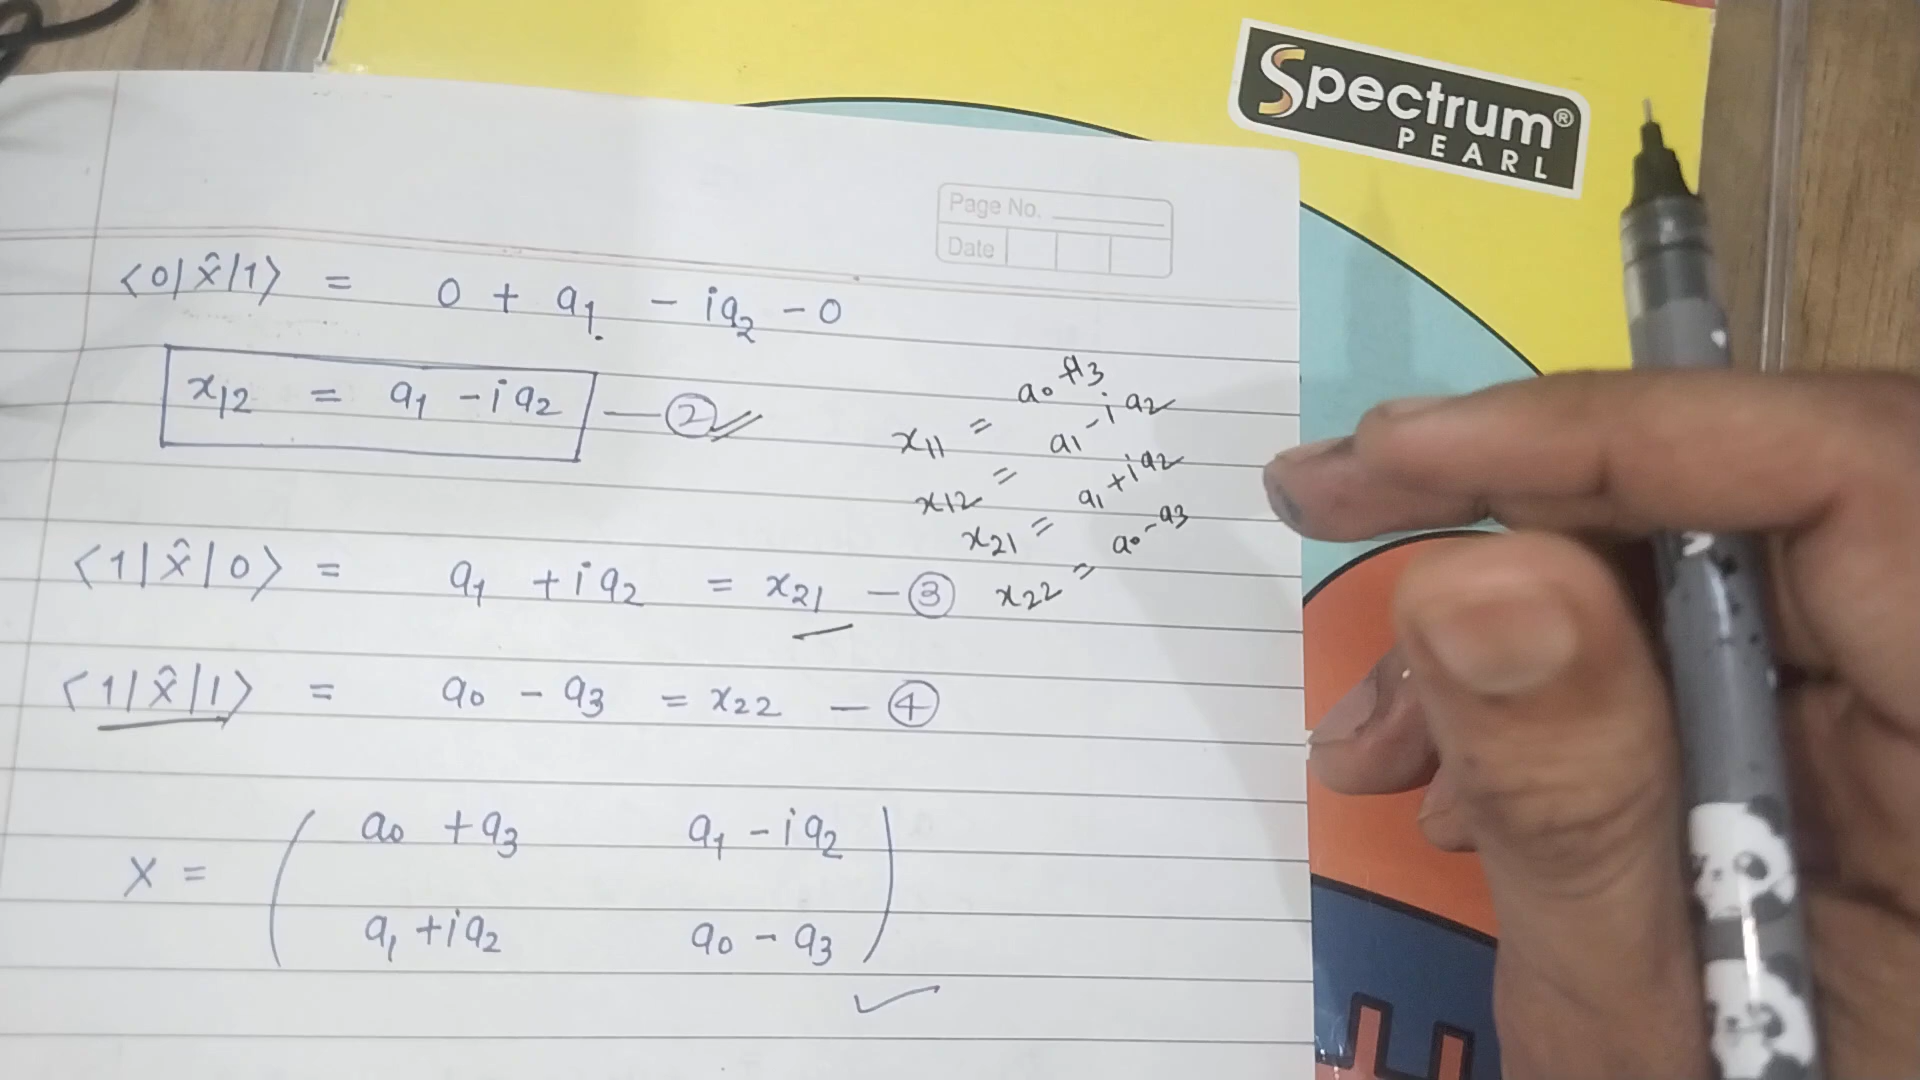 Spectrum®
PEARL
Page No.
Date
<0|x̂|1> = 0 + a1 - ia2 - 0
x12 = a1 - ia2 — ②
x11 = a0 + a3
x12 = a1 - ia2
x21 = a1 + ia2
x22 = a0 - a3
<1|x̂|0> = a1 + ia2 = x21 — ③
<1|x̂|1> = a0 - a3 = x22 — ④
X = ( a0 + a3 a1 - ia2
a1 + ia2 a0 - a3 )